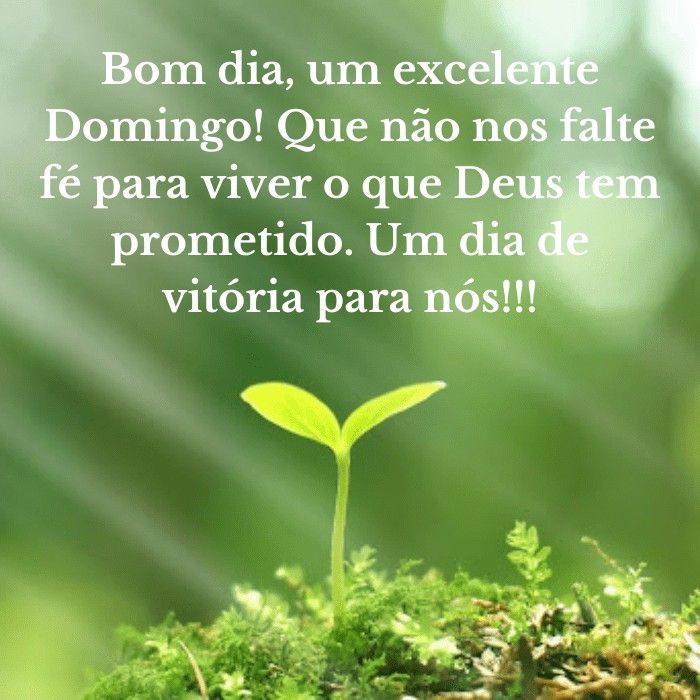 Bom dia, um excelente
Domingo! Que não nos falte
fé para viver o que Deus tem
prometido. Um dia de
vitória para nós!!!